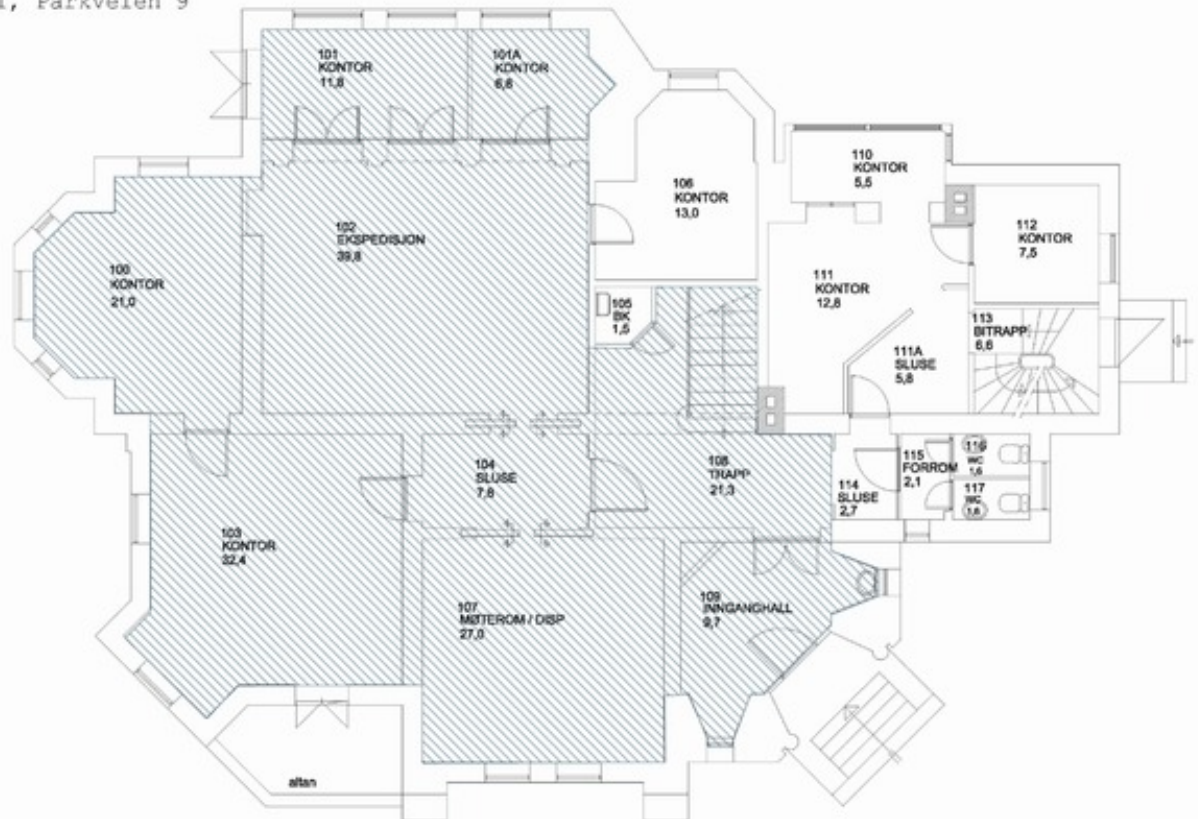 Parkveien 9
101
KONTOR
11,8
101A
KONTOR
6,8
106
KONTOR
13,0
110
KONTOR
5,5
112
KONTOR
7,5
102
EKSPEDISJON
39,8
100
KONTOR
21,0
111
KONTOR
12,8
105
BK
1,5
113
BITRAPP
6,6
111A
SLUSE
5,8
104
SLUSE
7,8
108
TRAPP
21,3
114
SLUSE
2,7
115
FORROM
2,1
116
WC
1,6
117
WC
1,6
103
KONTOR
32,4
107
MØTEROM / DISP
27,0
109
INNGANGHALL
9,7
altan